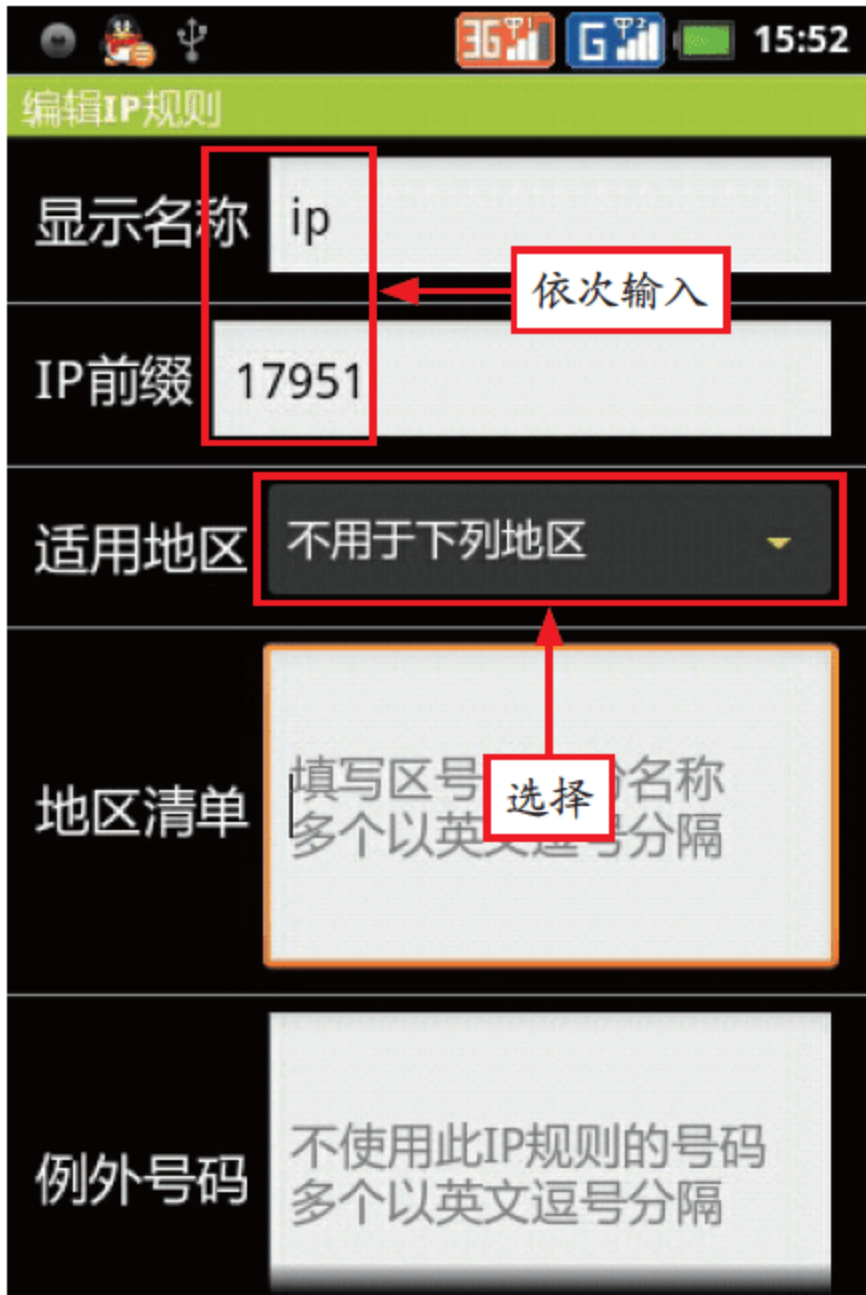 3G 1 G 2 15:52
编辑IP规则
显示名称 ip
依次输入
IP前缀 17951
适用地区 不用于下列地区
填写区号
名称
选择
地区清单
多个以英文逗号分隔
不使用此IP规则的号码
例外号码
多个以英文逗号分隔